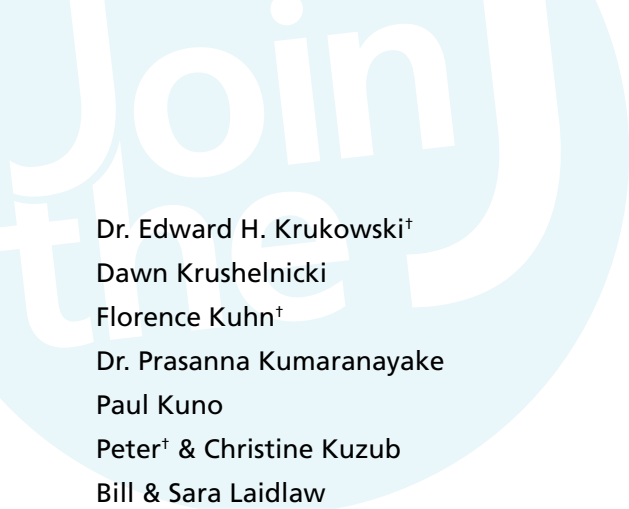 Join
the J
Dr. Edward H. Krukowski†
Dawn Krushelnicki
Florence Kuhn†
Dr. Prasanna Kumaranayake
Paul Kuno
Peter† & Christine Kuzub
Bill & Sara Laidlaw